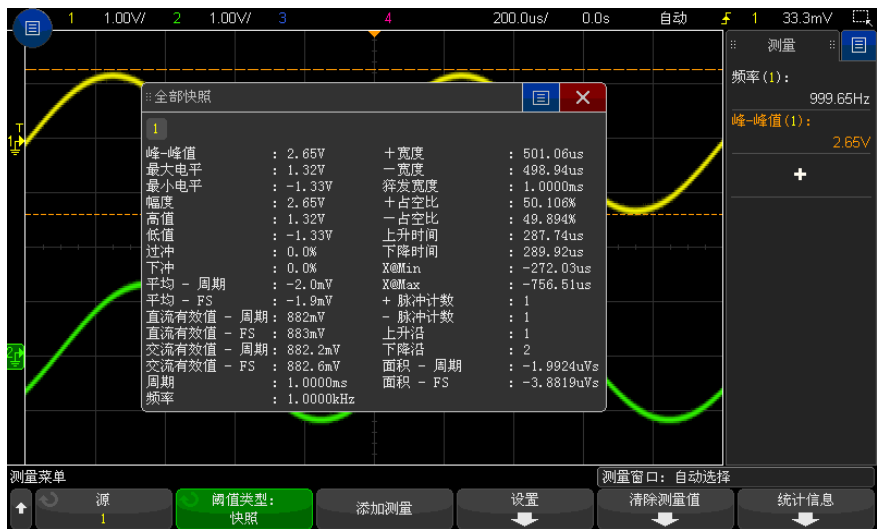 1 1.00V/ 2 1.00V/ 3 4 200.0us/ 0.0s 自动 1 33.3mV
测量
频率(1):
999.65Hz
峰-峰值(1):
2.65V
+
全部快照
1
峰-峰值 : 2.65V +宽度 : 501.06us
最大电平 : 1.32V -宽度 : 498.94us
最小电平 : -1.33V 猝发宽度 : 1.0000ms
幅度 : 2.65V +占空比 : 50.106%
高值 : 1.32V -占空比 : 49.894%
低值 : -1.33V 上升时间 : 287.74us
过冲 : 0.0% 下降时间 : 289.92us
下冲 : 0.0% X@Min : -272.03us
平均 - 周期 : -2.0mV X@Max : -756.51us
平均 - FS : -1.9mV + 脉冲计数 : 1
直流有效值 - 周期: 882mV - 脉冲计数 : 1
直流有效值 - FS : 883mV 上升沿 : 1
交流有效值 - 周期: 882.2mV 下降沿 : 2
交流有效值 - FS : 882.6mV 面积 - 周期 : -1.9924uVs
周期 : 1.0000ms 面积 - FS : -3.8819uVs
频率 : 1.0000kHz
T
1
2
测量菜单 测量窗口: 自动选择
源 阈值类型: 添加测量 设置 清除测量值 统计信息
1 快照